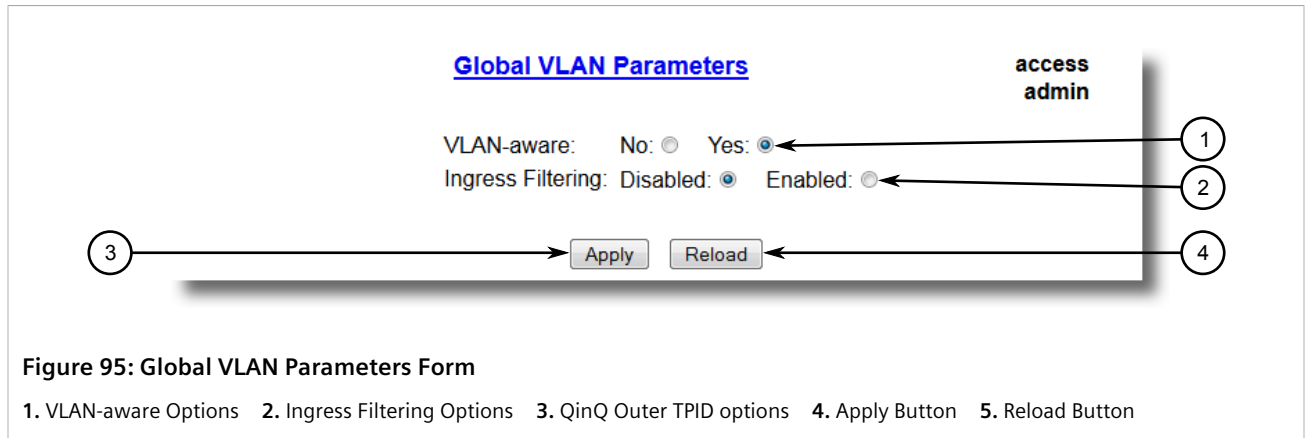 Global VLAN Parameters
access
admin
VLAN-aware: No: Yes:
1
Ingress Filtering: Disabled: Enabled:
2
3
Apply Reload
4
Figure 95: Global VLAN Parameters Form
1. VLAN-aware Options 2. Ingress Filtering Options 3. QinQ Outer TPID options 4. Apply Button 5. Reload Button